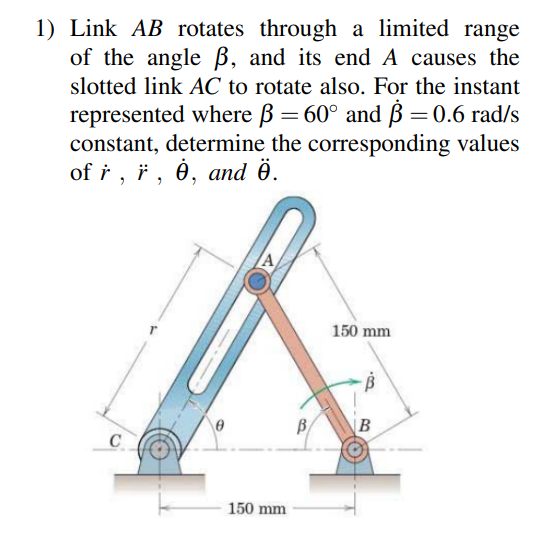 1) Link AB rotates through a limited range
of the angle β, and its end A causes the
slotted link AC to rotate also. For the instant
represented where β = 60° and β̇ = 0.6 rad/s
constant, determine the corresponding values
of ṙ , r̈ , θ̇, and θ̈.
A
r
150 mm
β̇
θ
β
B
C
150 mm